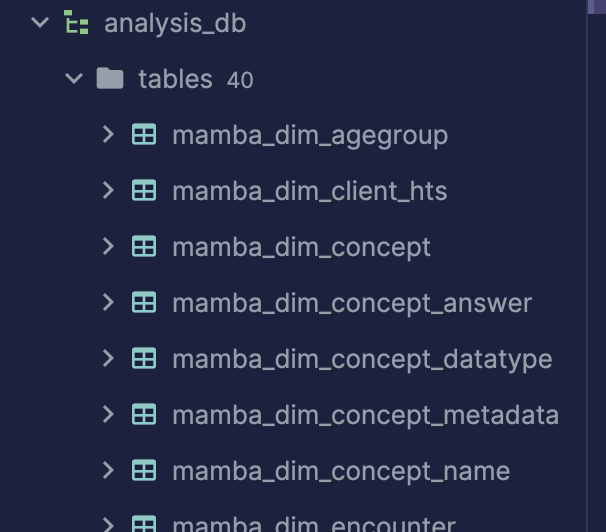 analysis_db
tables 40
mamba_dim_agegroup
mamba_dim_client_hts
mamba_dim_concept
mamba_dim_concept_answer
mamba_dim_concept_datatype
mamba_dim_concept_metadata
mamba_dim_concept_name
mamba_dim_encounter